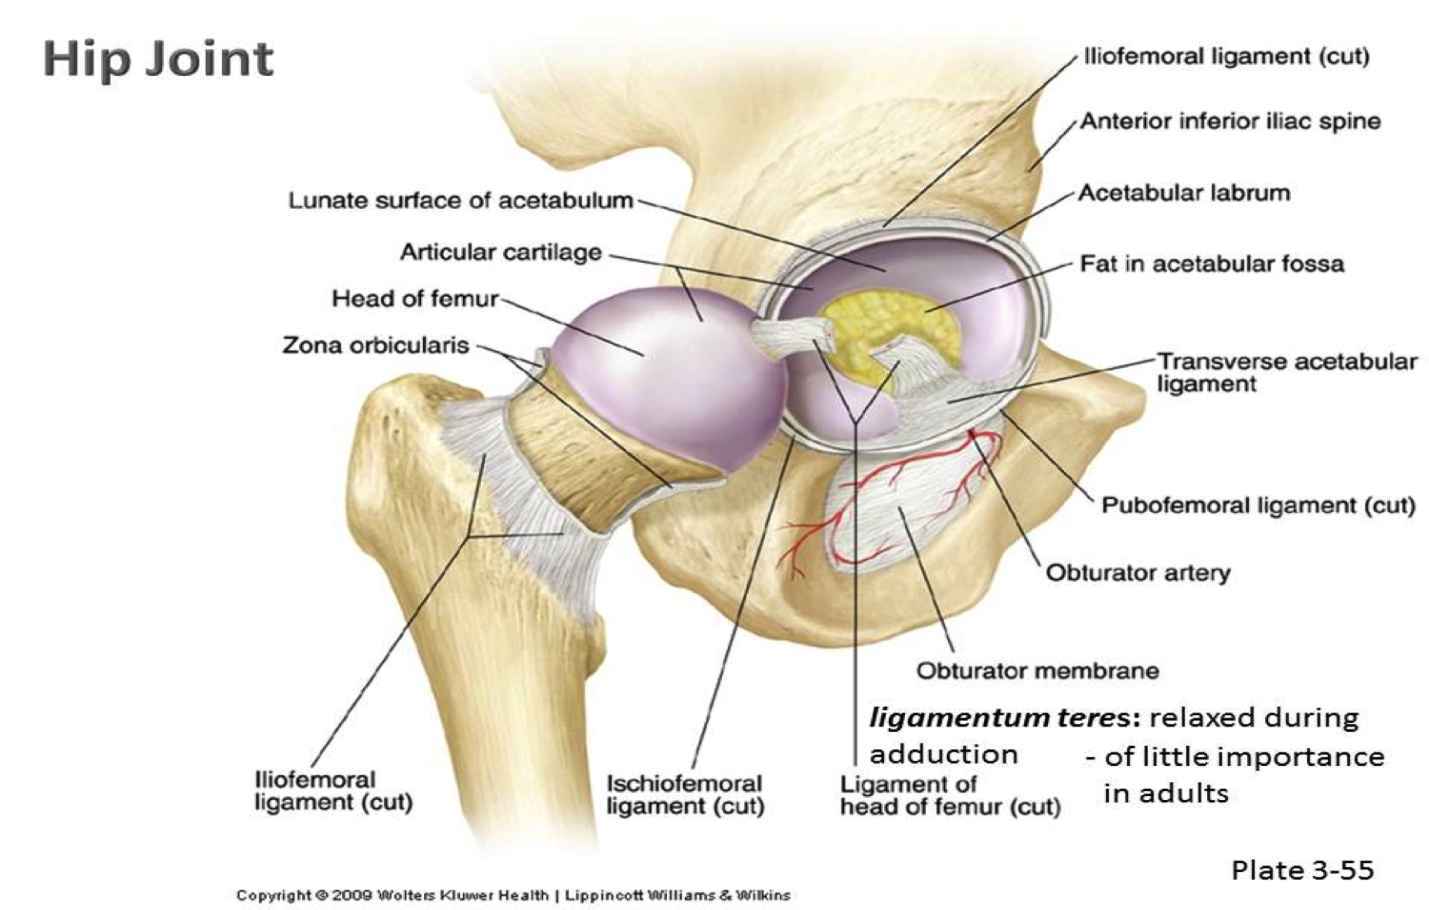 Hip Joint
Iliofemoral ligament (cut)
Anterior inferior iliac spine
Lunate surface of acetabulum
Acetabular labrum
Articular cartilage
Fat in acetabular fossa
Head of femur
Zona orbicularis
Transverse acetabular
ligament
Pubofemoral ligament (cut)
Obturator artery
Obturator membrane
ligamentum teres: relaxed during
adduction - of little importance
in adults
Iliofemoral
ligament (cut)
Ischiofemoral
ligament (cut)
Ligament of
head of femur (cut)
Plate 3-55
Copyright © 2009 Wolters Kluwer Health | Lippincott Williams & Wilkins